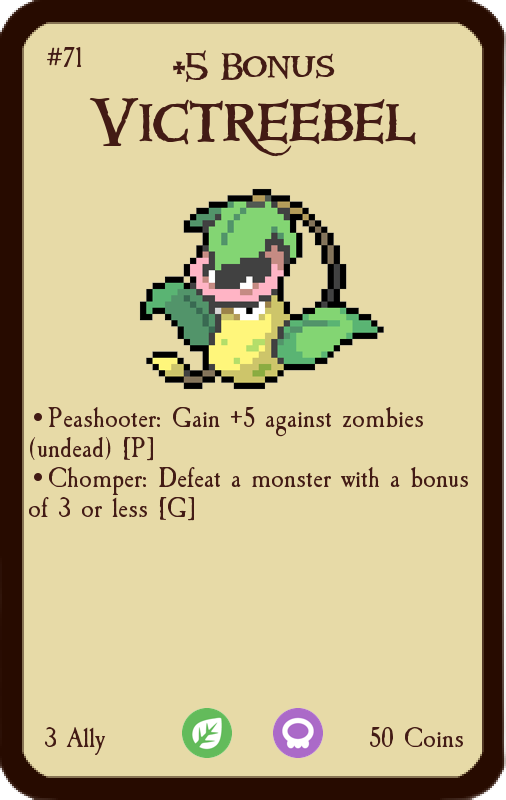 #71
+5 Bonus
Victreebel
•Peashooter: Gain +5 against zombies
(undead) [P]
•Chomper: Defeat a monster with a bonus
of 3 or less [G]
3 Ally
50 Coins